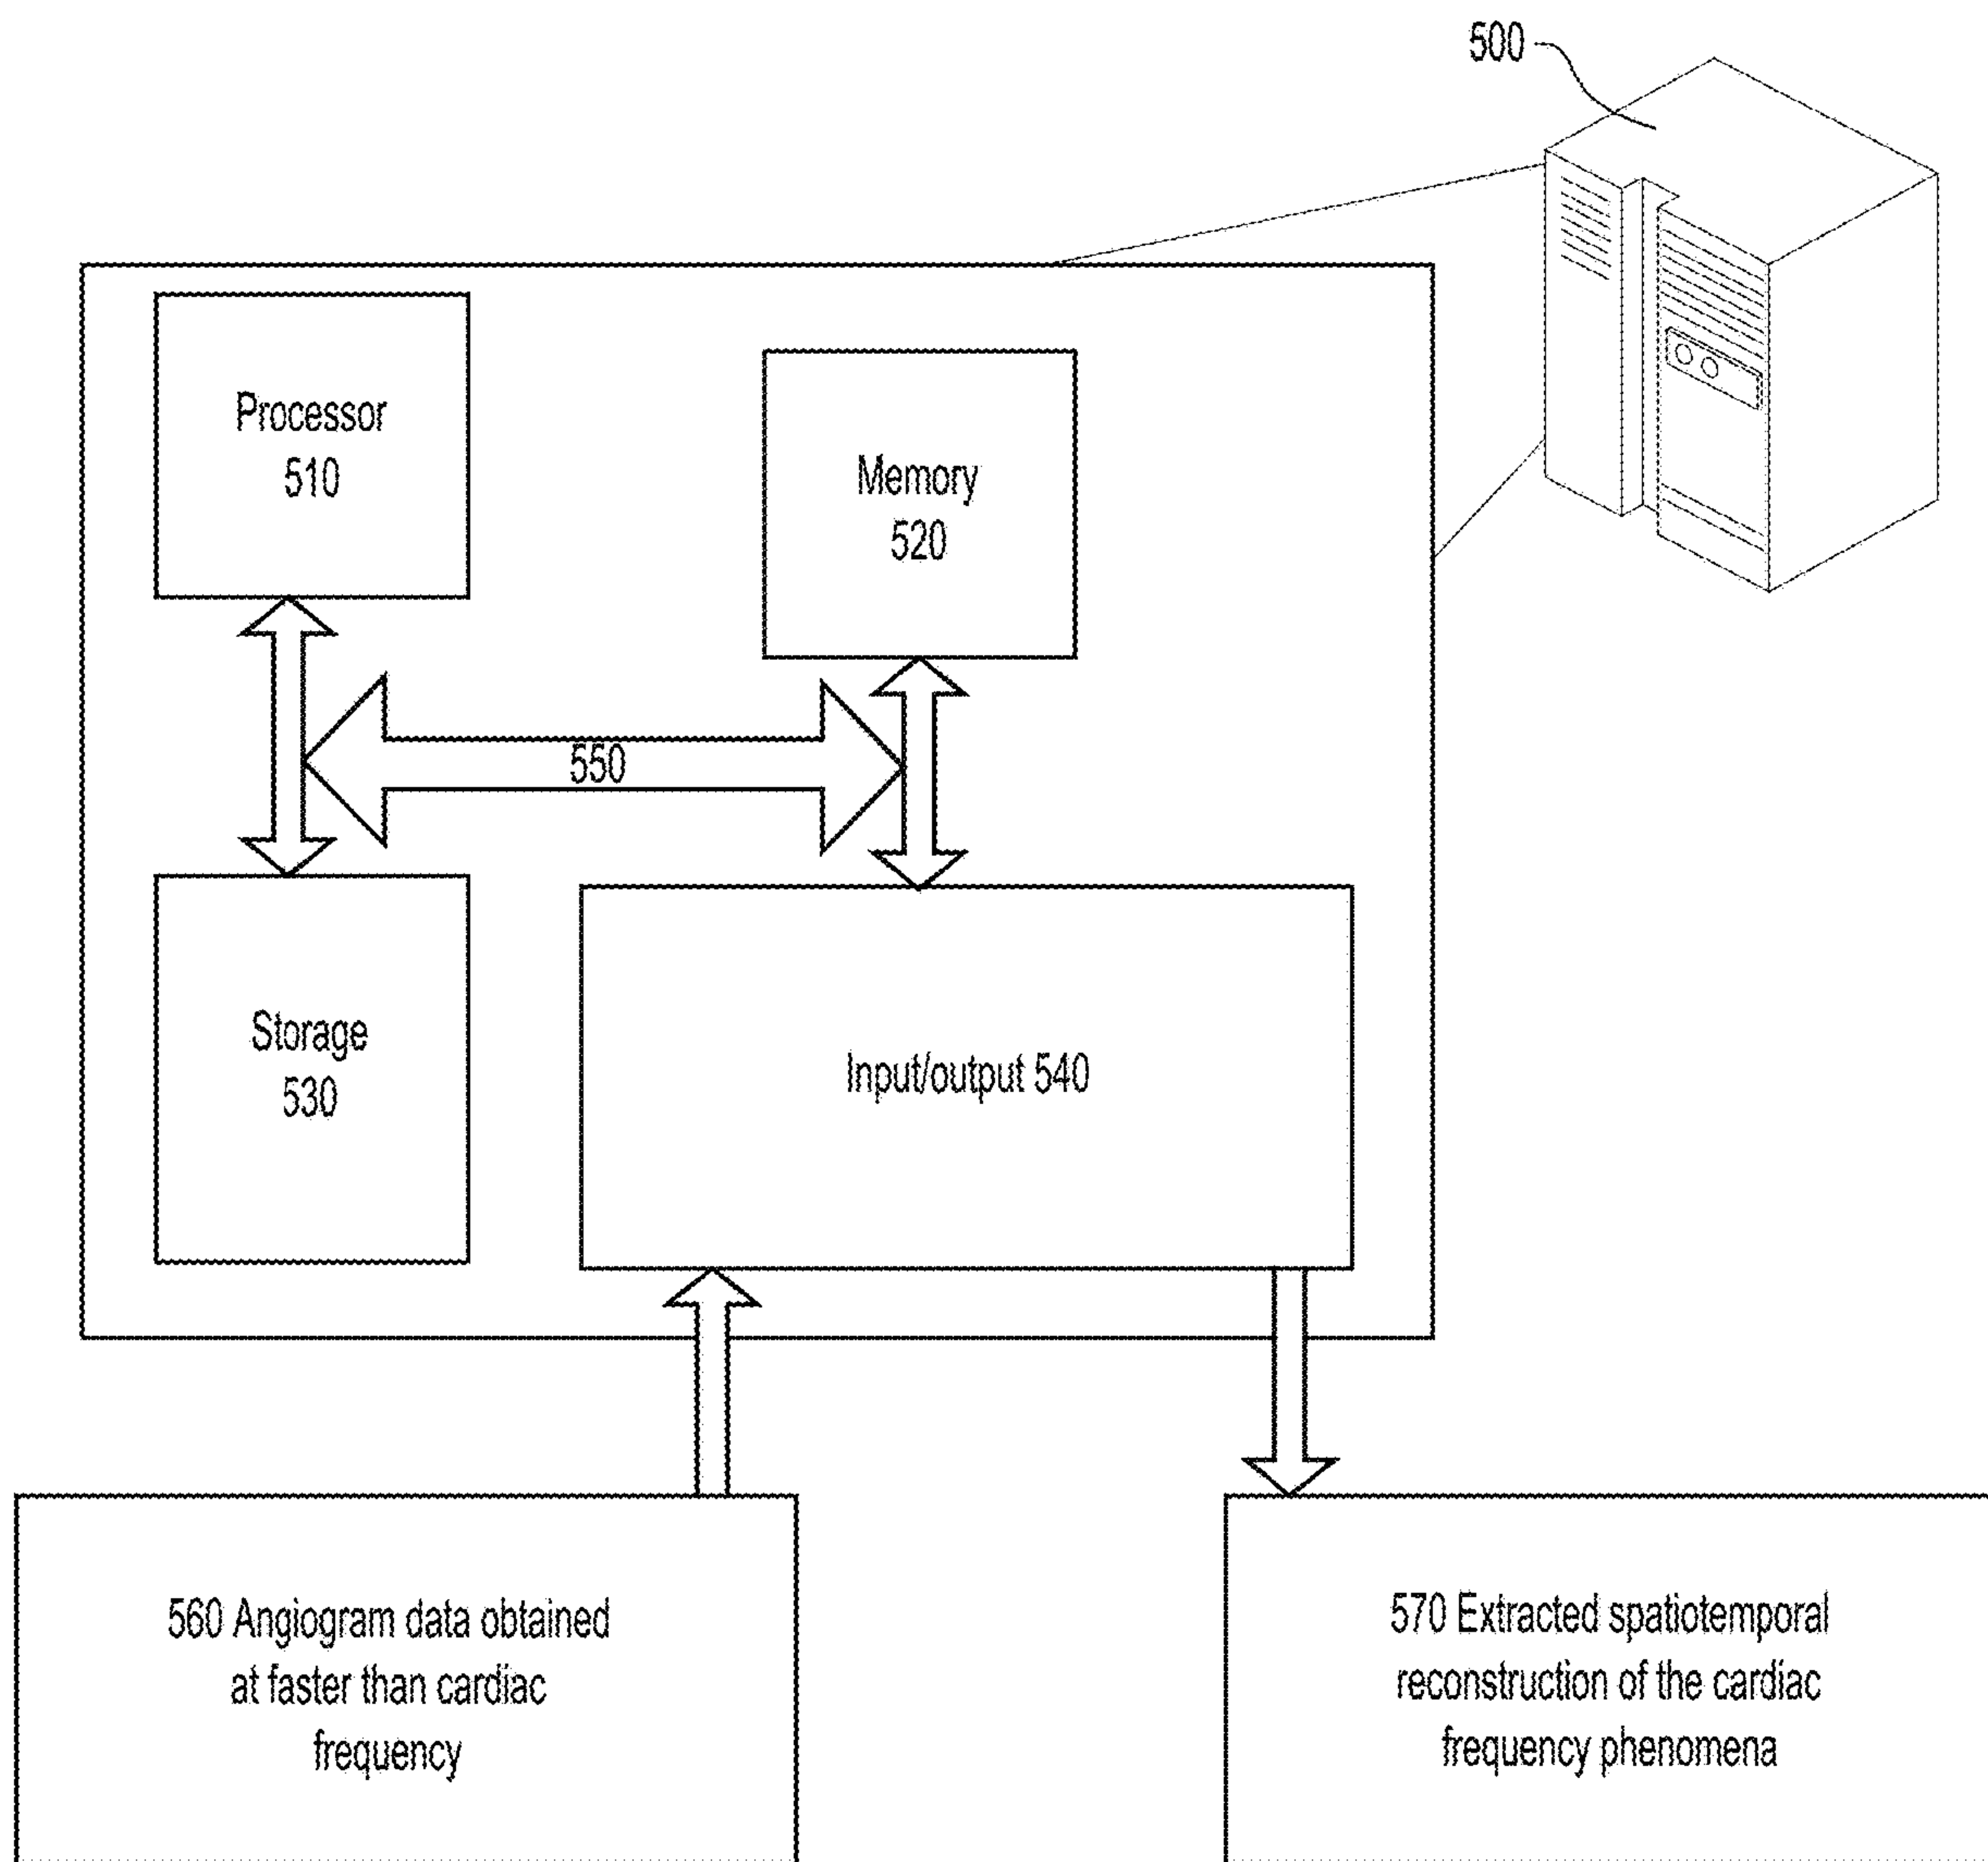 500
Processor
510
Memory
520
550
Storage
530
Input/output 540
560 Angiogram data obtained
at faster than cardiac
frequency
570 Extracted spatiotemporal
reconstruction of the cardiac
frequency phenomena